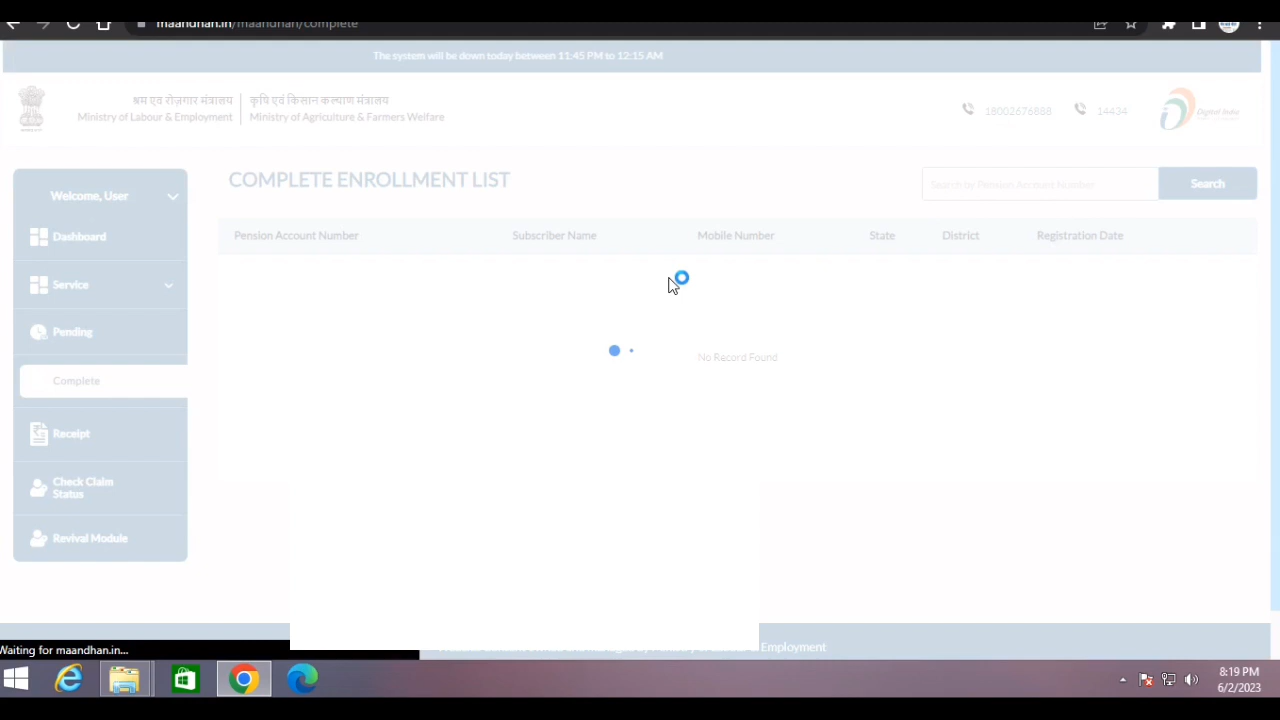 maandhan.in/maandhan/complete
The system will be down today between 11:45 PM to 12:15 AM
श्रम एवं रोज़गार मंत्रालय
Ministry of Labour & Employment
कृषि एवं किसान कल्याण मंत्रालय
Ministry of Agriculture & Farmers Welfare
18002676888
14434
Digital India
Welcome, User
COMPLETE ENROLLMENT LIST
Search by Pension Account Number
Search
Dashboard
Pension Account Number
Subscriber Name
Mobile Number
State
District
Registration Date
Service
Pending
No Record Found
Complete
Receipt
Check Claim
Status
Revival Module
Waiting for maandhan.in...
Employment
8:19 PM
6/2/2023